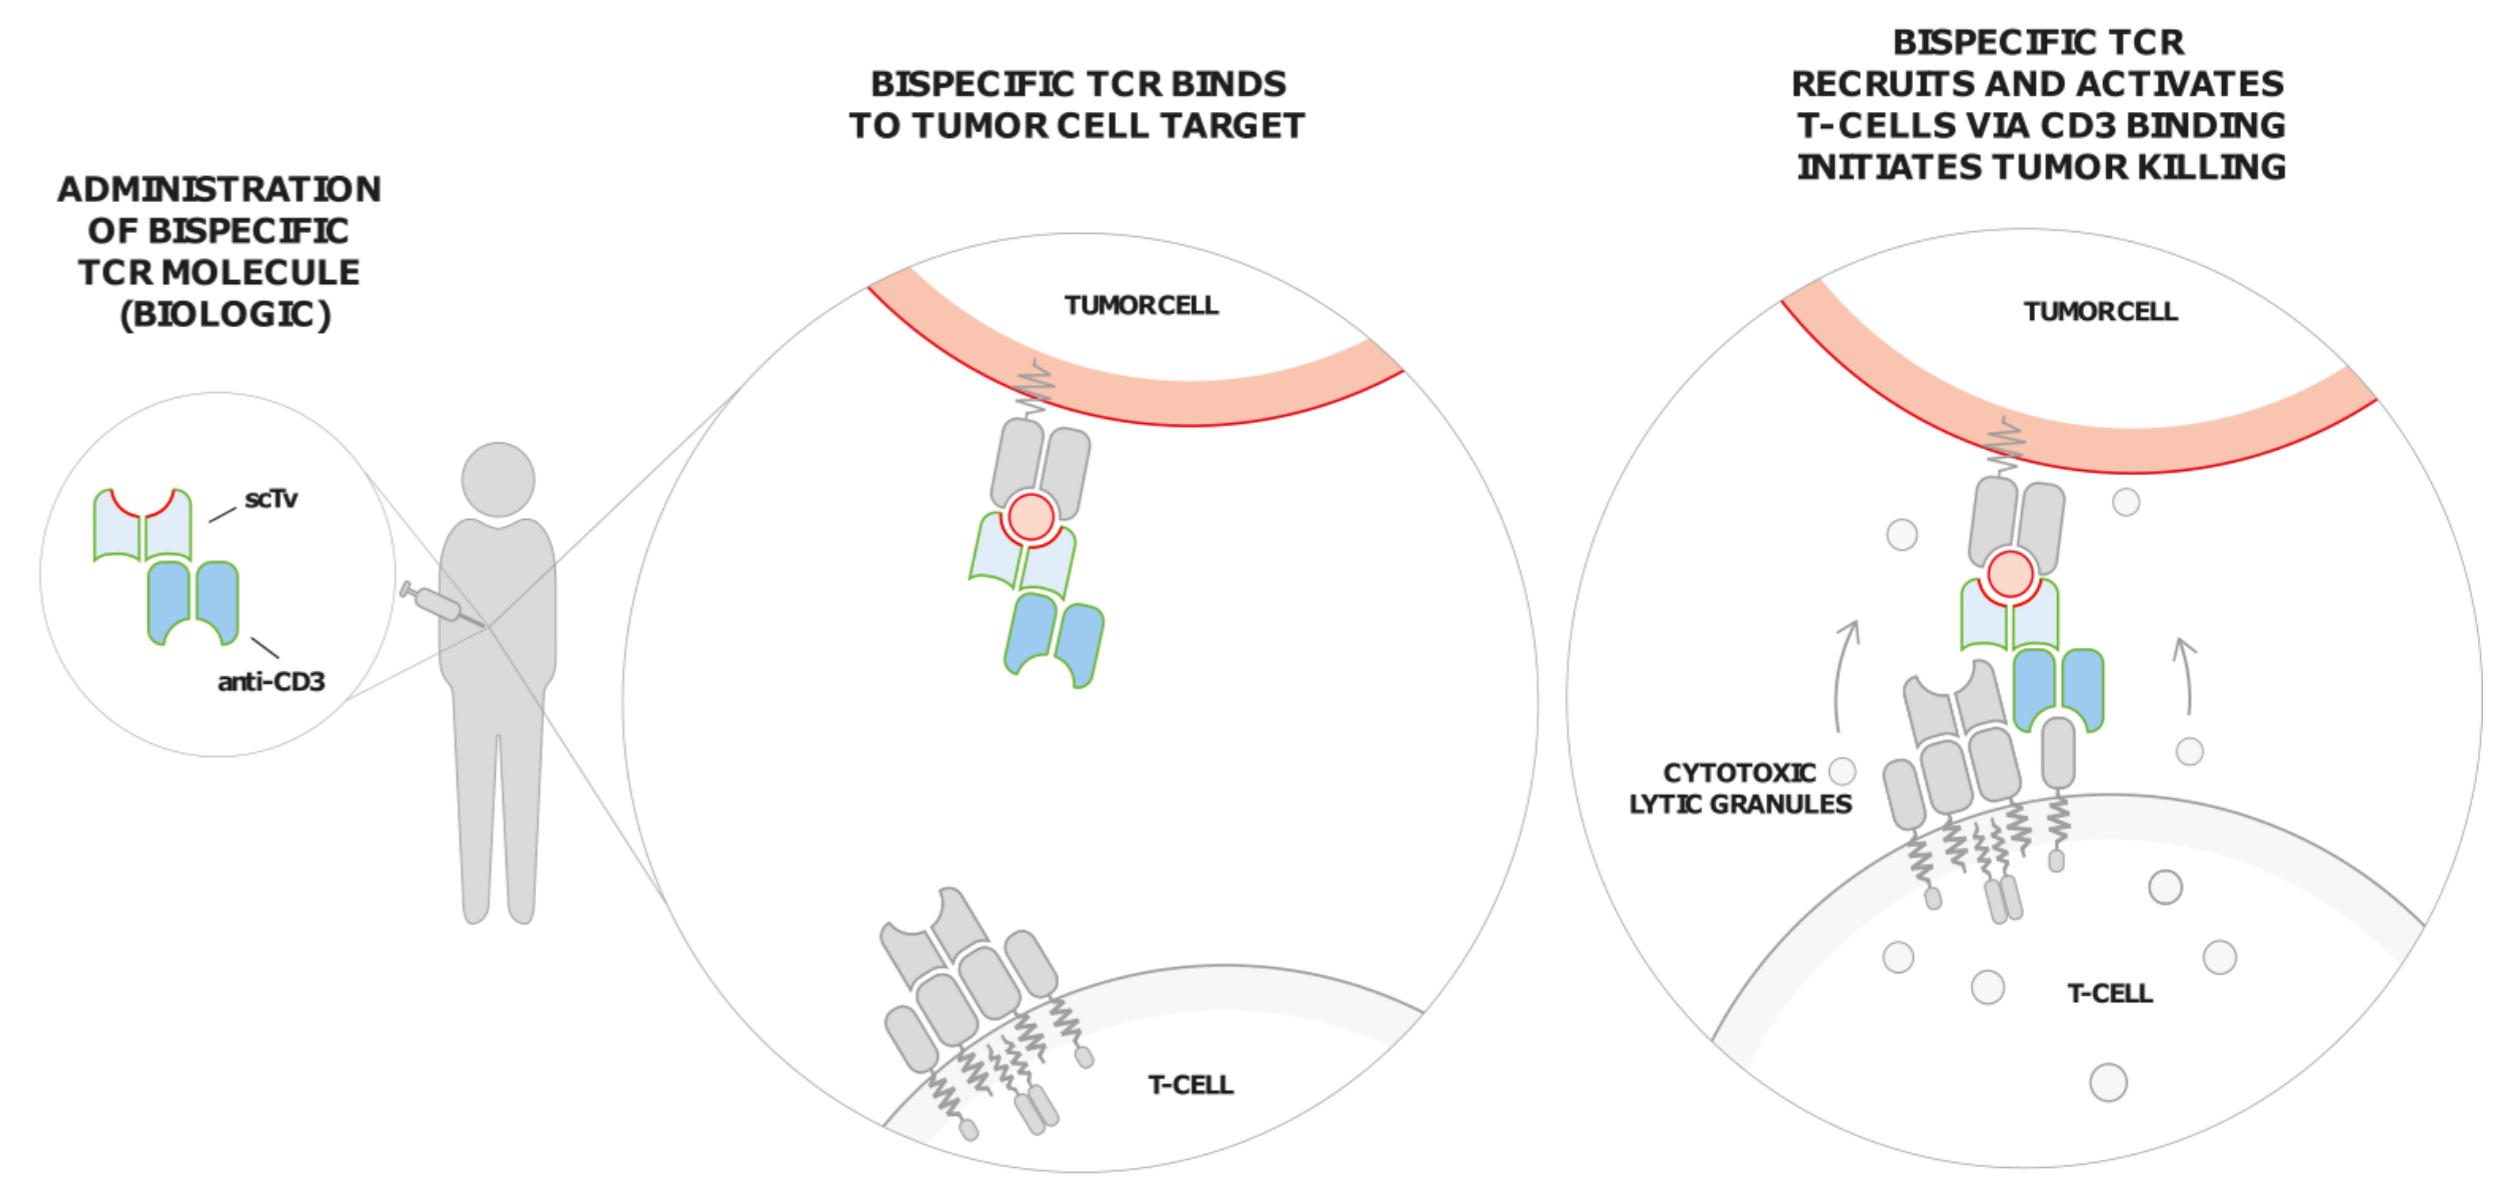 ADMINISTRATION
OF BISPECIFIC
TCR MOLECULE
(BIOLOGIC)
scTv
anti-CD3
BISPECIFIC TCR BINDS
TO TUMOR CELL TARGET
TUMOR CELL
T-CELL
BISPECIFIC TCR
RECRUITS AND ACTIVATES
T-CELLS VIA CD3 BINDING
INITIATES TUMOR KILLING
TUMOR CELL
CYTOTOXIC
LYTIC GRANULES
T-CELL